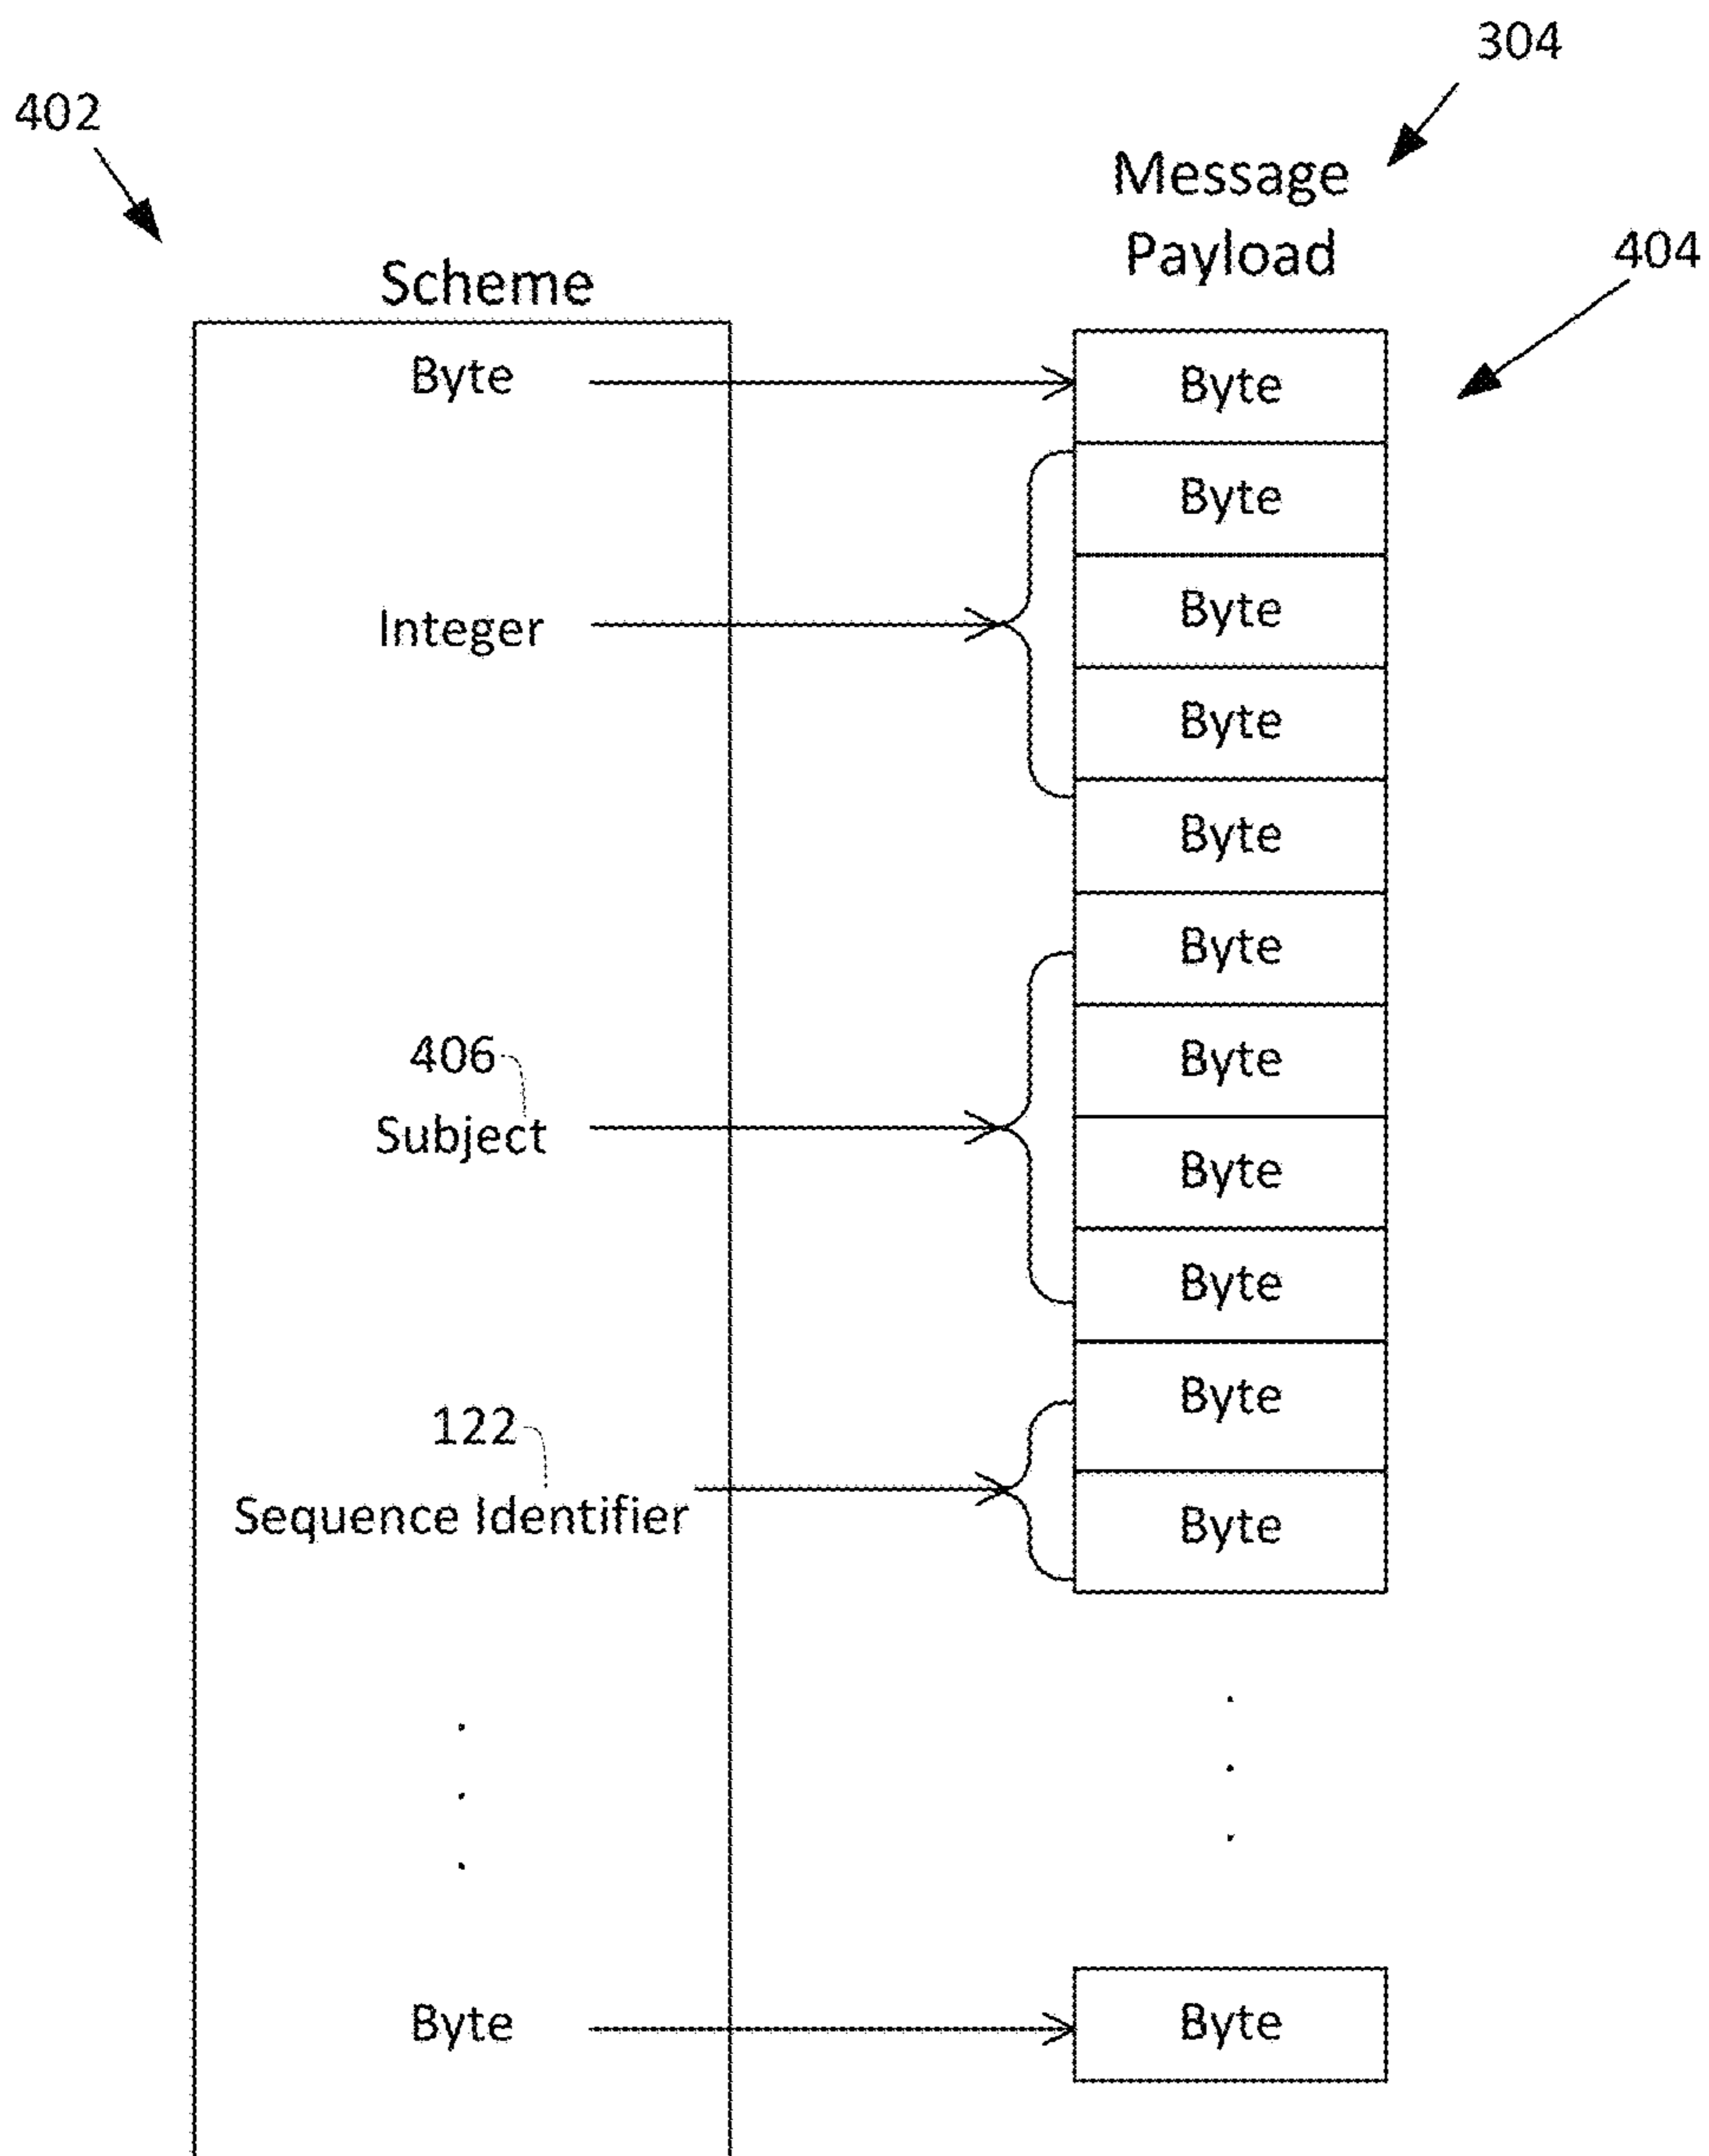 304
402
Message
Payload
404
Scheme
Byte
Byte
Byte
Byte
Integer
Byte
Byte
Byte
406
Byte
Subject
Byte
Byte
Byte
122
Sequence Identifier
Byte
.
.
.
.
.
.
Byte
Byte